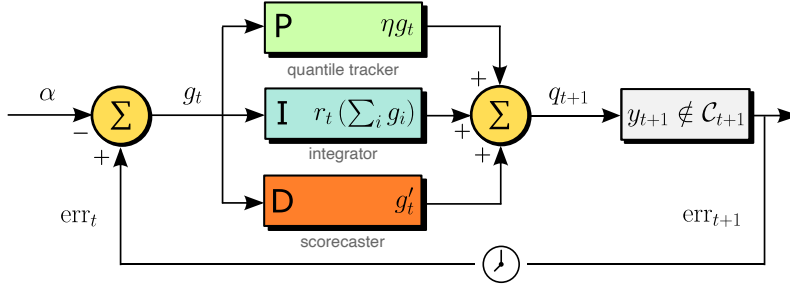 P ηg_t
quantile tracker
α
−
+
Σ
g_t
I r_t(∑_i g_i)
integrator
+
+
+
Σ
q_{t+1}
y_{t+1} ∉ C_{t+1}
D g′_t
scorecaster
err_t
err_{t+1}